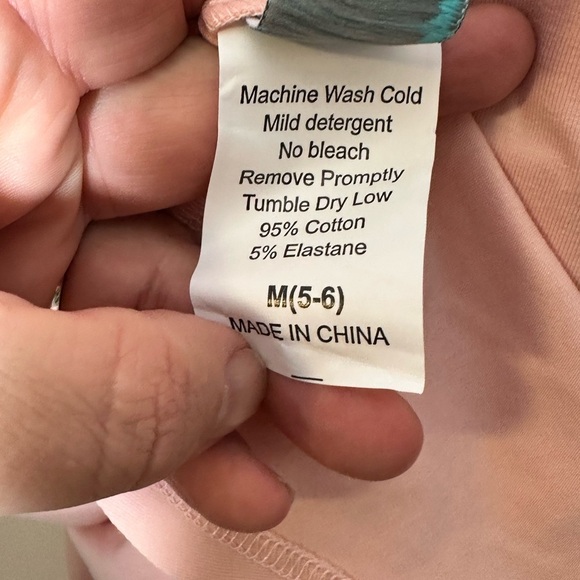 Machine Wash Cold
Mild detergent
No bleach
Remove Promptly
Tumble Dry Low
95% Cotton
5% Elastane
M(5-6)
MADE IN CHINA